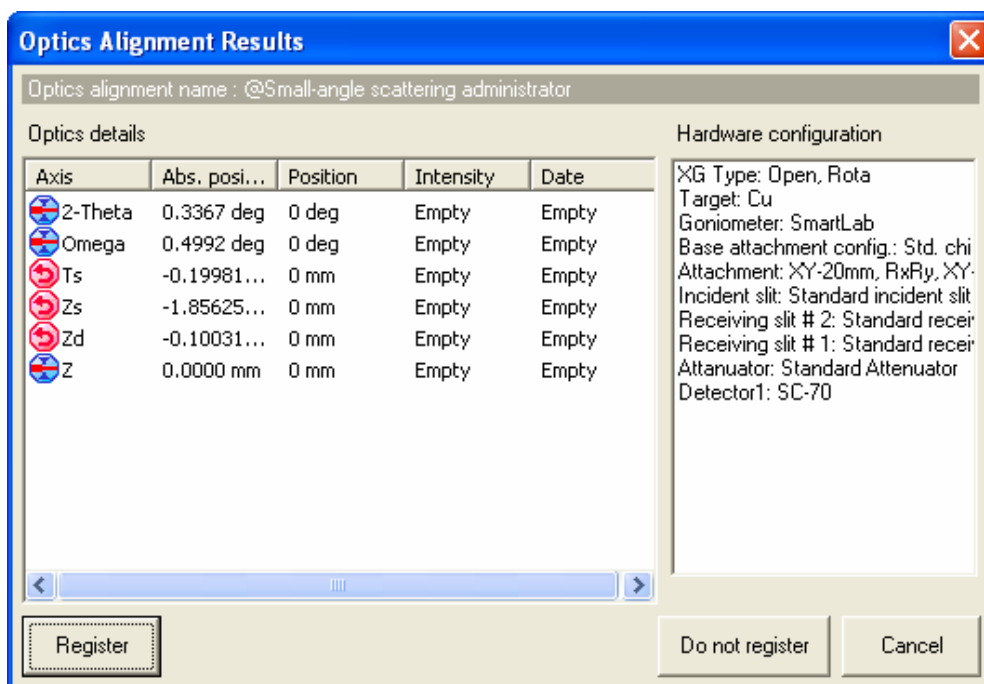 Optics Alignment Results
Optics alignment name : @Small-angle scattering administrator
Optics details
Axis Abs. posi... Position Intensity Date
2-Theta 0.3367 deg 0 deg Empty Empty
Omega 0.4992 deg 0 deg Empty Empty
Ts -0.19981... 0 mm Empty Empty
Zs -1.85625... 0 mm Empty Empty
Zd -0.10031... 0 mm Empty Empty
Z 0.0000 mm 0 mm Empty Empty
Hardware configuration
XG Type: Open, Rota
Target: Cu
Goniometer: SmartLab
Base attachment config.: Std. chi
Attachment: XY-20mm, RxRy, XY-
Incident slit: Standard incident slit
Receiving slit # 2: Standard recei
Receiving slit # 1: Standard recei
Attanuator: Standard Attenuator
Detector1: SC-70
Register Do not register Cancel